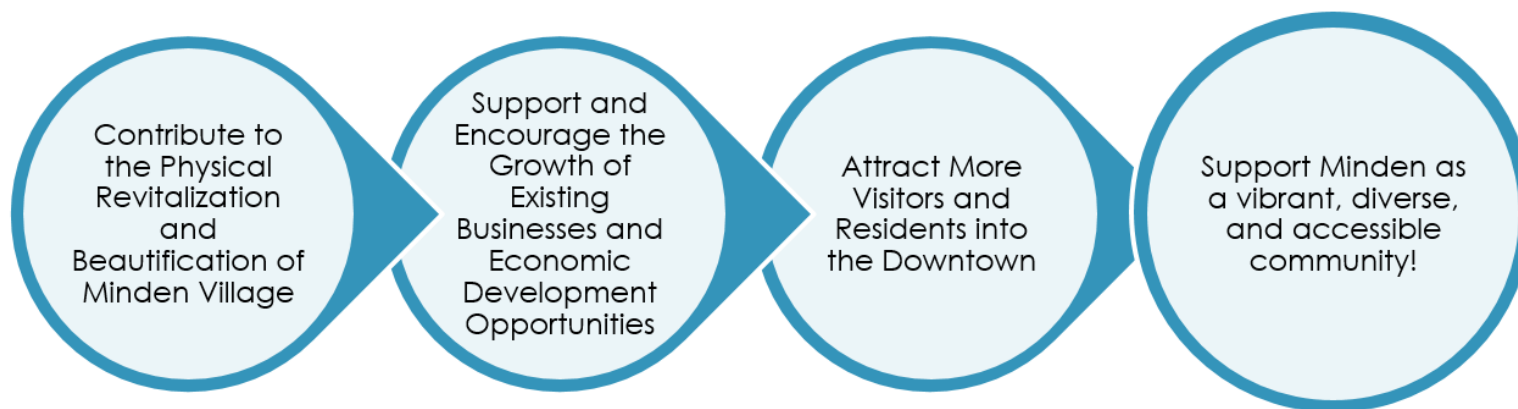 Contribute to
the Physical
Revitalization
and
Beautification of
Minden Village
Support and
Encourage the
Growth of
Existing
Businesses and
Economic
Development
Opportunities
Attract More
Visitors and
Residents into
the Downtown
Support Minden as
a vibrant, diverse,
and accessible
community!